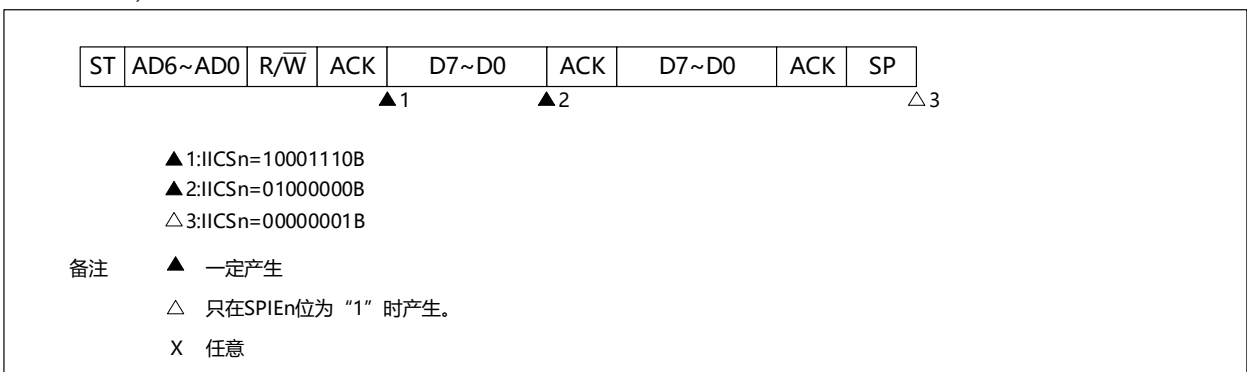 ST AD6~AD0 R/W̅ ACK D7~D0 ACK D7~D0 ACK SP
▲1 ▲2 △3
▲1:IICSn=10001110B
▲2:IICSn=01000000B
△3:IICSn=00000001B
备注 ▲ 一定产生
△ 只在SPIEn位为“1”时产生。
X 任意